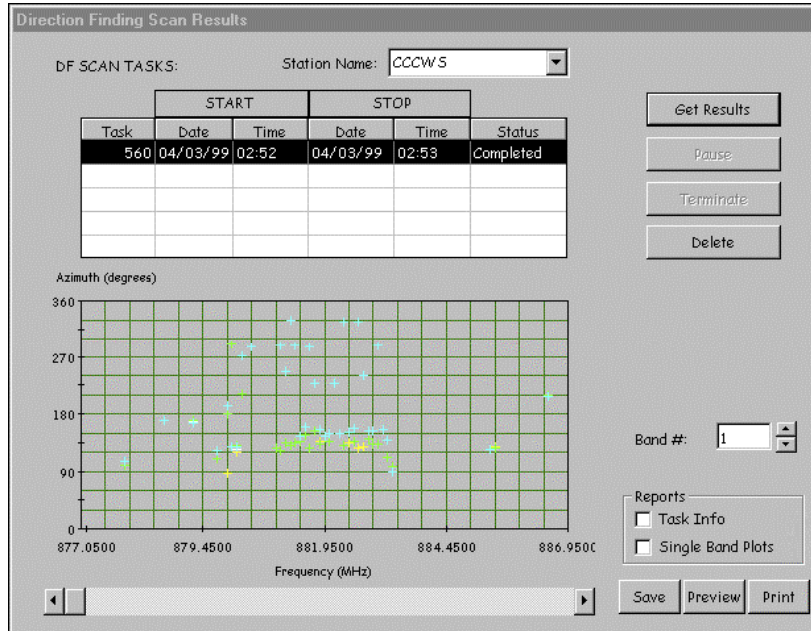 Direction Finding Scan Results
DF SCAN TASKS:
Station Name: CCCWS
START STOP
Task Date Time Date Time Status
560 04/03/99 02:52 04/03/99 02:53 Completed
Get Results
Pause
Terminate
Delete
Azimuth (degrees)
360
270
180
90
0
877.0500 879.4500 881.9500 884.4500 886.950
Frequency (MHz)
Band #: 1
Reports
Task Info
Single Band Plots
Save Preview Print